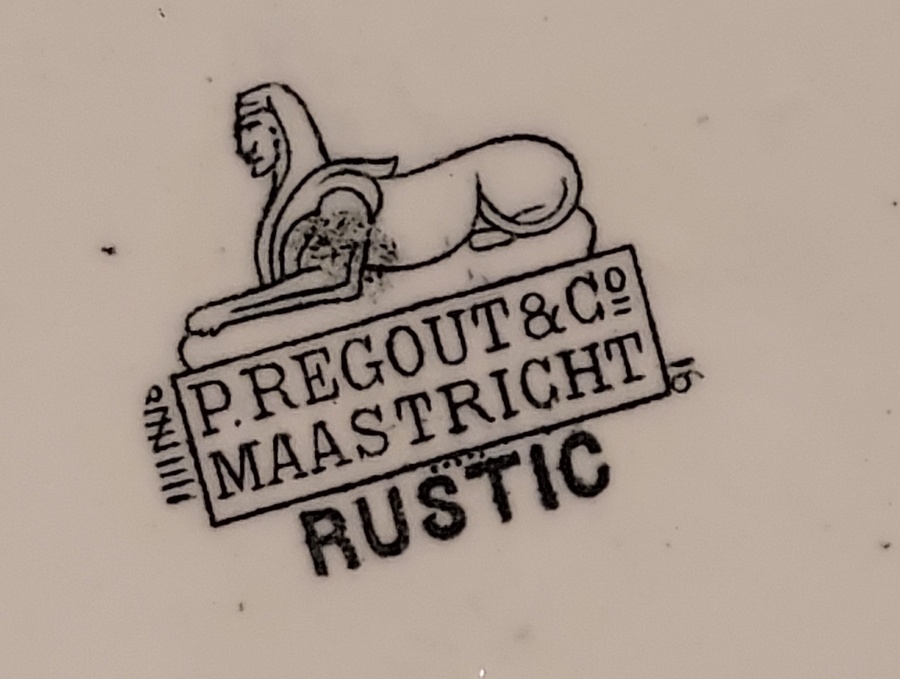 P. REGOUT & Cº
MAASTRICHT
RUSTIC